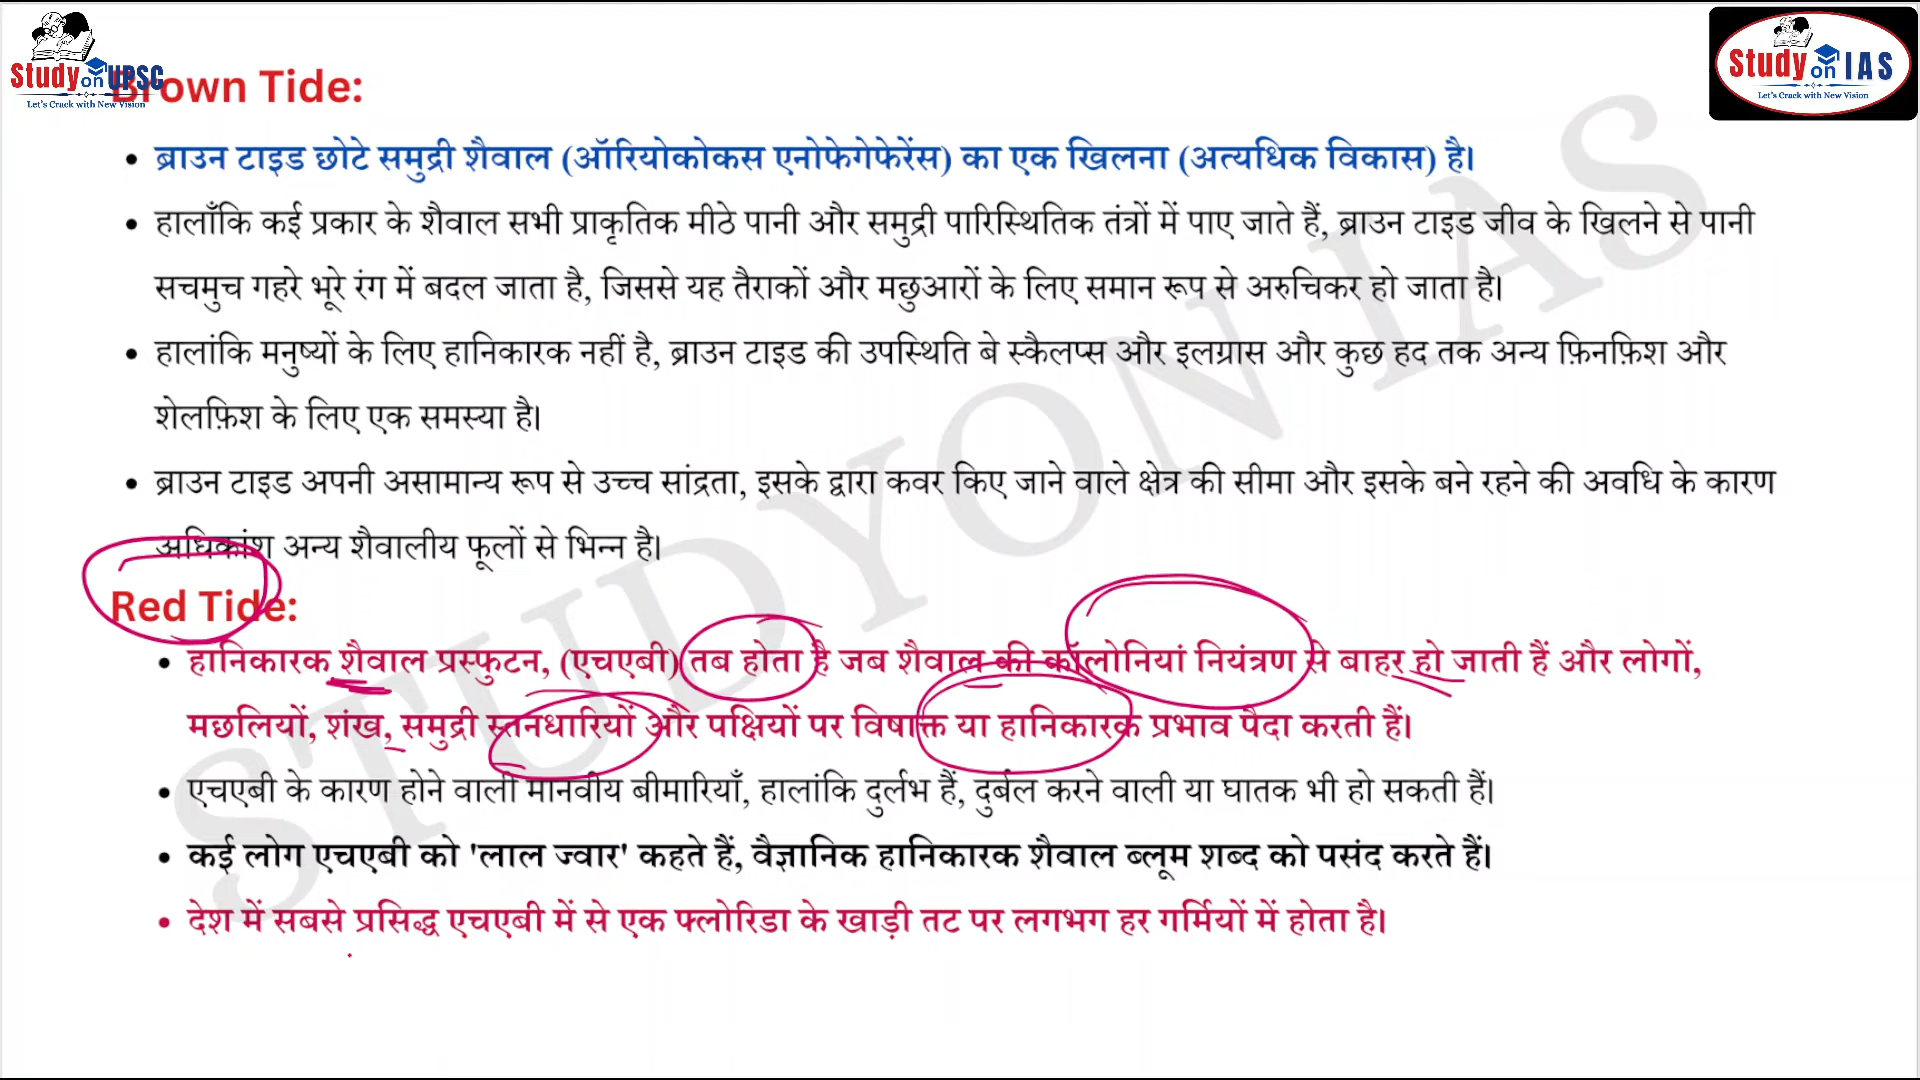 Study on UPSC
Let's Crack with New Vision
Study on IAS
Let's Crack with New Vision
Brown Tide:
• ब्राउन टाइड छोटे समुद्री शैवाल (ऑरियोकोकस एनोफेगेफेरेंस) का एक खिलना (अत्यधिक विकास) है।
• हालाँकि कई प्रकार के शैवाल सभी प्राकृतिक मीठे पानी और समुद्री पारिस्थितिक तंत्रों में पाए जाते हैं, ब्राउन टाइड जीव के खिलने से पानी
सचमुच गहरे भूरे रंग में बदल जाता है, जिससे यह तैराकों और मछुआरों के लिए समान रूप से अरुचिकर हो जाता है।
• हालांकि मनुष्यों के लिए हानिकारक नहीं है, ब्राउन टाइड की उपस्थिति बे स्कैलप्स और इलग्रास और कुछ हद तक अन्य फ़िनफ़िश और
शेलफ़िश के लिए एक समस्या है।
• ब्राउन टाइड अपनी असामान्य रूप से उच्च सांद्रता, इसके द्वारा कवर किए जाने वाले क्षेत्र की सीमा और इसके बने रहने की अवधि के कारण
अधिकांश अन्य शैवालीय फूलों से भिन्न है।
Red Tide:
• हानिकारक शैवाल प्रस्फुटन, (एचएबी) तब होता है जब शैवाल की कॉलोनियां नियंत्रण से बाहर हो जाती हैं और लोगों,
मछलियों, शंख, समुद्री स्तनधारियों और पक्षियों पर विषाक्त या हानिकारक प्रभाव पैदा करती हैं।
• एचएबी के कारण होने वाली मानवीय बीमारियाँ, हालांकि दुर्लभ हैं, दुर्बल करने वाली या घातक भी हो सकती हैं।
• कई लोग एचएबी को 'लाल ज्वार' कहते हैं, वैज्ञानिक हानिकारक शैवाल ब्लूम शब्द को पसंद करते हैं।
• देश में सबसे प्रसिद्ध एचएबी में से एक फ्लोरिडा के खाड़ी तट पर लगभग हर गर्मियों में होता है।
STUDYON IAS